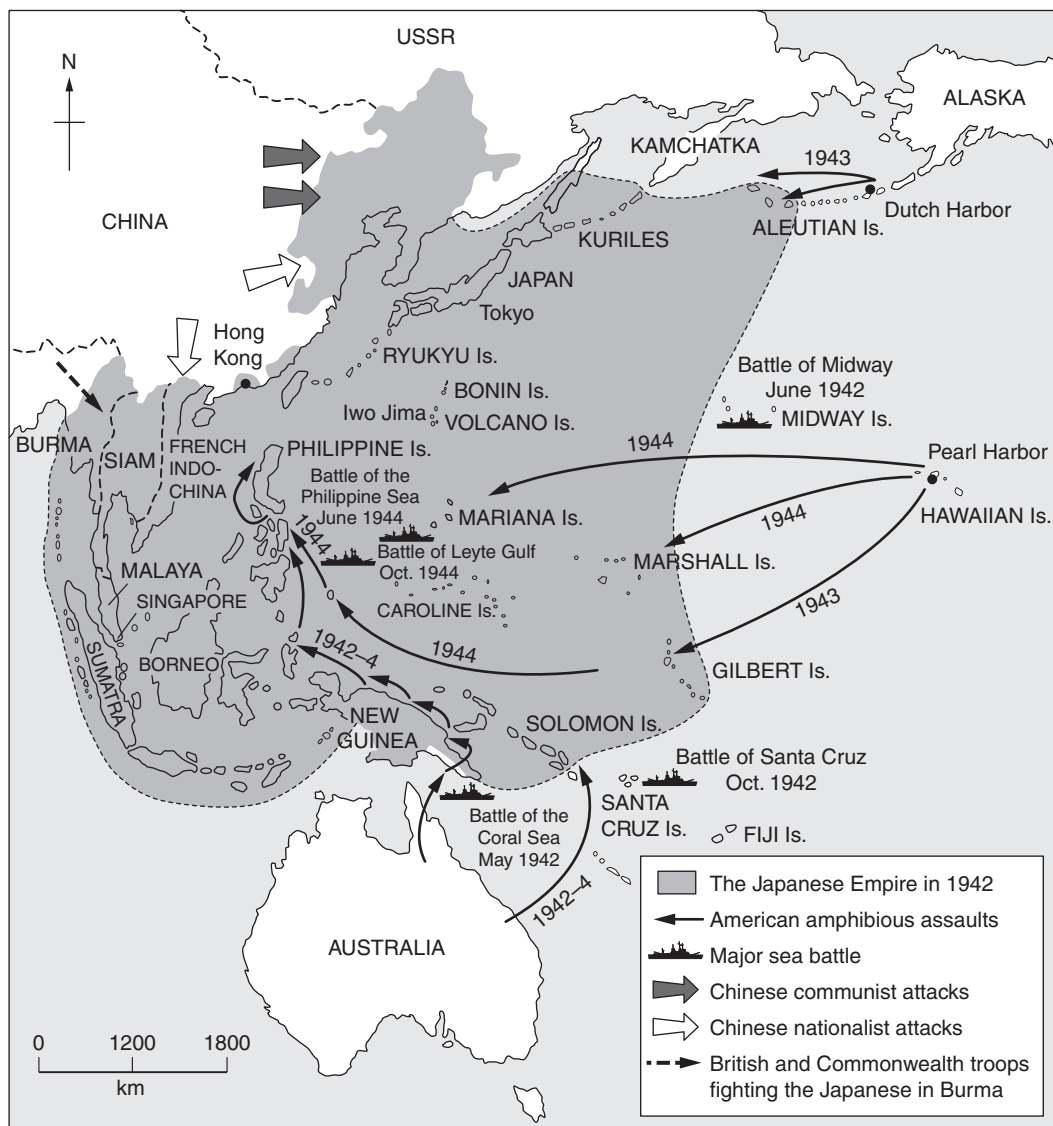 USSR
N
ALASKA
KAMCHATKA
1943
CHINA
Dutch Harbor
ALEUTIAN Is.
KURILES
JAPAN
Tokyo
Hong
Kong
RYUKYU Is.
Battle of Midway
June 1942
BONIN Is.
Iwo Jima
VOLCANO Is.
MIDWAY Is.
BURMA
SIAM
FRENCH
INDO-
CHINA
PHILIPPINE Is.
1944
Pearl Harbor
Battle of the
Philippine Sea
June 1944
MARIANA Is.
1944
HAWAIIAN Is.
1944
Battle of Leyte Gulf
Oct. 1944
MARSHALL Is.
MALAYA
SINGAPORE
CAROLINE Is.
1943
SUMATRA
BORNEO
1942–4
1944
GILBERT Is.
NEW
GUINEA
SOLOMON Is.
Battle of Santa Cruz
Oct. 1942
SANTA
CRUZ Is.
Battle of the
Coral Sea
May 1942
FIJI Is.
1942–4
AUSTRALIA
The Japanese Empire in 1942
American amphibious assaults
Major sea battle
Chinese communist attacks
Chinese nationalist attacks
British and Commonwealth troops
fighting the Japanese in Burma
0 1200 1800
km